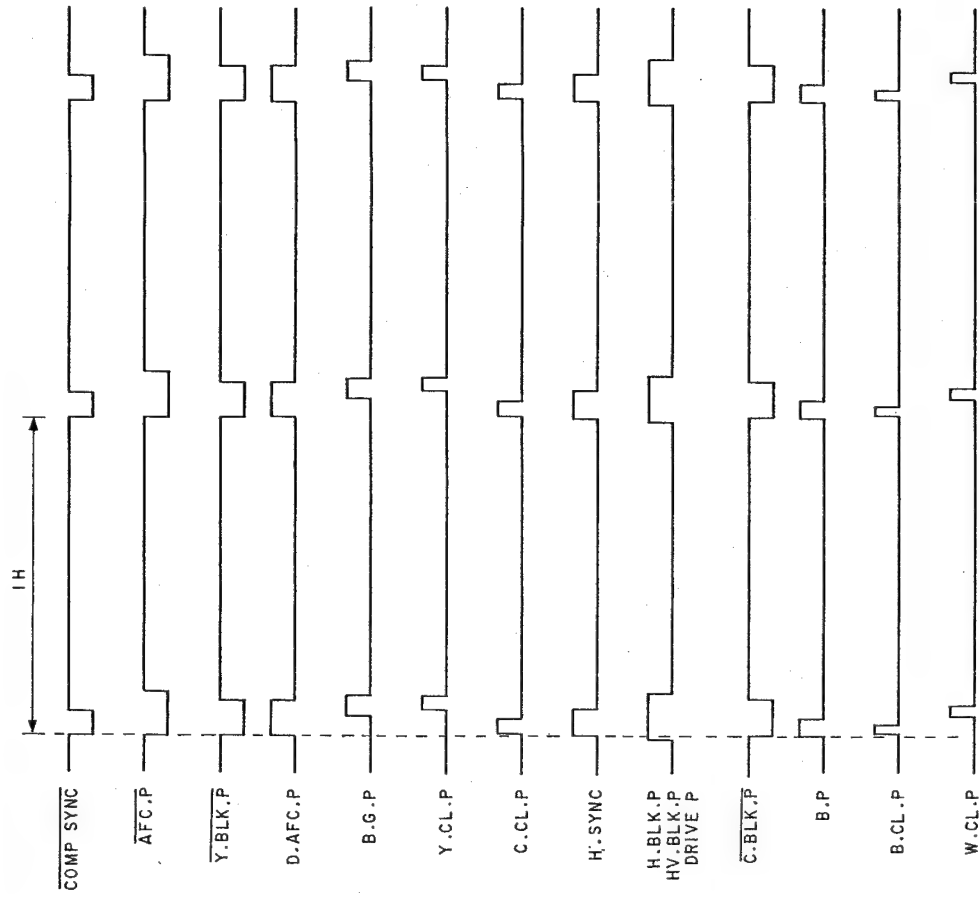 1H
COMP SYNC
AFC.P
Y.BLK.P
D.AFC.P
B.G.P
Y.CL.P
C.CL.P
H.SYNC
H.BLK.P
HV.BLK.P
DRIVE P
C.BLK.P
B.P
B.CL.P
W.CL.P